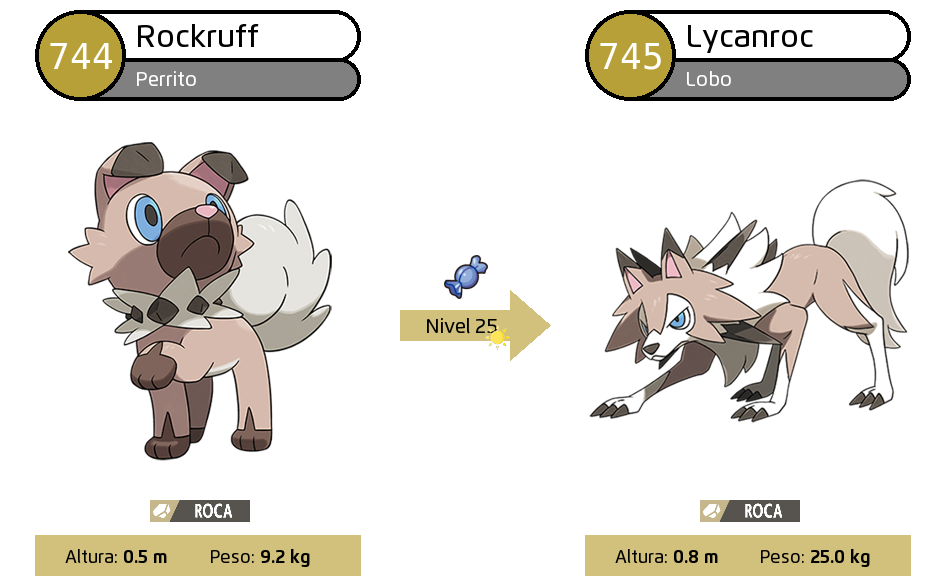 744
Rockruff
Perrito
745
Lycanroc
Lobo
Nivel 25
ROCA
Altura: 0.5 m Peso: 9.2 kg
ROCA
Altura: 0.8 m Peso: 25.0 kg